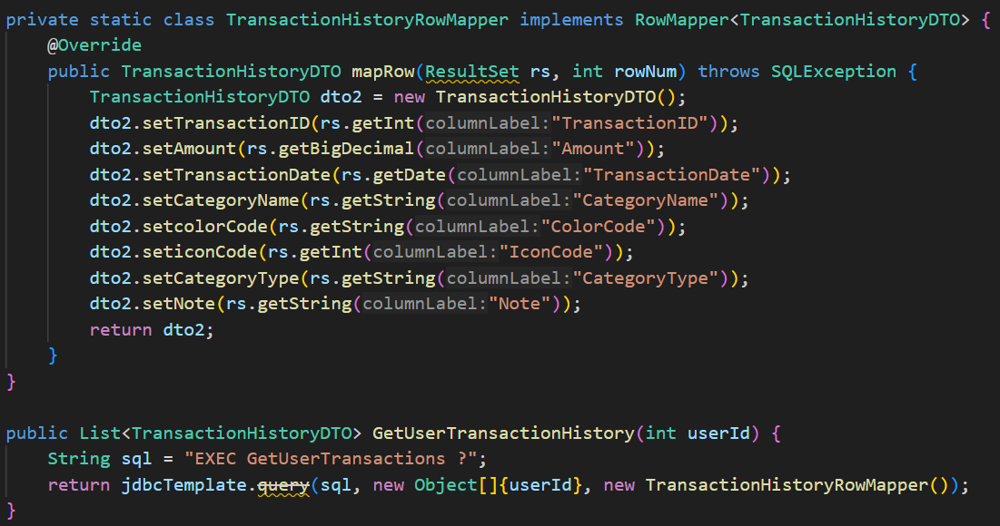 private static class TransactionHistoryRowMapper implements RowMapper<TransactionHistoryDTO> {
@Override
public TransactionHistoryDTO mapRow(ResultSet rs, int rowNum) throws SQLException {
TransactionHistoryDTO dto2 = new TransactionHistoryDTO();
dto2.setTransactionID(rs.getInt(columnLabel:"TransactionID"));
dto2.setAmount(rs.getBigDecimal(columnLabel:"Amount"));
dto2.setTransactionDate(rs.getDate(columnLabel:"TransactionDate"));
dto2.setCategoryName(rs.getString(columnLabel:"CategoryName"));
dto2.setcolorCode(rs.getString(columnLabel:"ColorCode"));
dto2.seticonCode(rs.getInt(columnLabel:"IconCode"));
dto2.setCategoryType(rs.getString(columnLabel:"CategoryType"));
dto2.setNote(rs.getString(columnLabel:"Note"));
return dto2;
}
}
public List<TransactionHistoryDTO> GetUserTransactionHistory(int userId) {
String sql = "EXEC GetUserTransactions ?";
return jdbcTemplate.query(sql, new Object[]{userId}, new TransactionHistoryRowMapper());
}